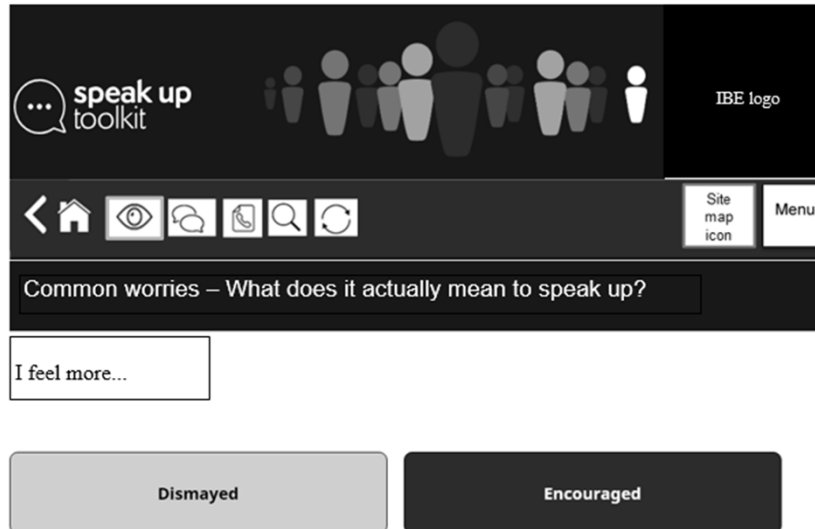 speak up
toolkit
IBE logo
Site
map
icon
Menu
Common worries – What does it actually mean to speak up?
I feel more...
Dismayed
Encouraged